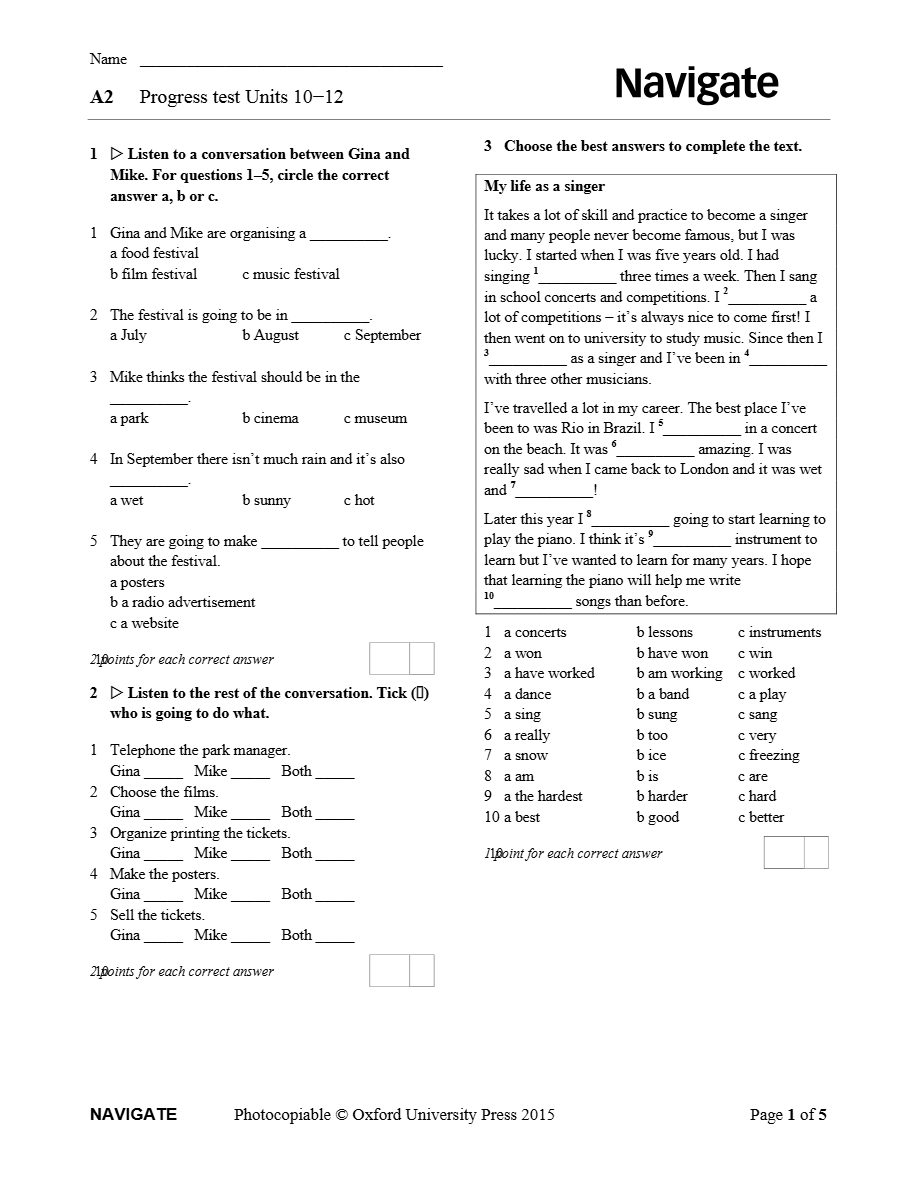 Name ______________________________________
Navigate
A2 Progress test Units 10−12
1 ▷ Listen to a conversation between Gina and
Mike. For questions 1–5, circle the correct
answer a, b or c.
1 Gina and Mike are organising a __________.
a food festival
b film festival c music festival
2 The festival is going to be in __________.
a July b August c September
3 Mike thinks the festival should be in the
__________.
a park b cinema c museum
4 In September there isn’t much rain and it’s also
__________.
a wet b sunny c hot
5 They are going to make __________ to tell people
about the festival.
a posters
b a radio advertisement
c a website
2 points for each correct answer
10
2 ▷ Listen to the rest of the conversation. Tick (▯)
who is going to do what.
1 Telephone the park manager.
Gina _____ Mike _____ Both _____
2 Choose the films.
Gina _____ Mike _____ Both _____
3 Organize printing the tickets.
Gina _____ Mike _____ Both _____
4 Make the posters.
Gina _____ Mike _____ Both _____
5 Sell the tickets.
Gina _____ Mike _____ Both _____
2 points for each correct answer
10
3 Choose the best answers to complete the text.
My life as a singer
It takes a lot of skill and practice to become a singer
and many people never become famous, but I was
lucky. I started when I was five years old. I had
singing 1__________ three times a week. Then I sang
in school concerts and competitions. I 2__________ a
lot of competitions – it’s always nice to come first! I
then went on to university to study music. Since then I
3__________ as a singer and I’ve been in 4__________
with three other musicians.
I’ve travelled a lot in my career. The best place I’ve
been to was Rio in Brazil. I 5__________ in a concert
on the beach. It was 6__________ amazing. I was
really sad when I came back to London and it was wet
and 7__________!
Later this year I 8__________ going to start learning to
play the piano. I think it’s 9__________ instrument to
learn but I’ve wanted to learn for many years. I hope
that learning the piano will help me write
10__________ songs than before.
1 a concerts b lessons c instruments
2 a won b have won c win
3 a have worked b am working c worked
4 a dance b a band c a play
5 a sing b sung c sang
6 a really b too c very
7 a snow b ice c freezing
8 a am b is c are
9 a the hardest b harder c hard
10 a best b good c better
1 point for each correct answer
10
NAVIGATE Photocopiable © Oxford University Press 2015 Page 1 of 5